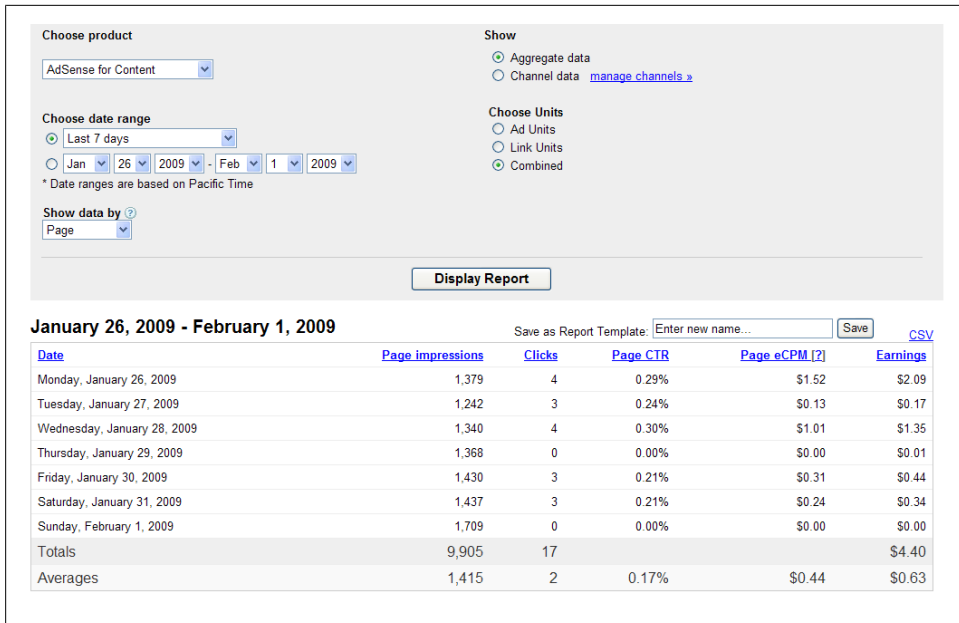 Choose product
AdSense for Content
Choose date range
Last 7 days
Jan 26 2009 - Feb 1 2009
* Date ranges are based on Pacific Time
Show data by ?
Page
Show
Aggregate data
Channel data manage channels »
Choose Units
Ad Units
Link Units
Combined
Display Report
January 26, 2009 - February 1, 2009
Save as Report Template: Enter new name... Save CSV
Date Page impressions Clicks Page CTR Page eCPM [?] Earnings
Monday, January 26, 2009 1,379 4 0.29% $1.52 $2.09
Tuesday, January 27, 2009 1,242 3 0.24% $0.13 $0.17
Wednesday, January 28, 2009 1,340 4 0.30% $1.01 $1.35
Thursday, January 29, 2009 1,368 0 0.00% $0.00 $0.01
Friday, January 30, 2009 1,430 3 0.21% $0.31 $0.44
Saturday, January 31, 2009 1,437 3 0.21% $0.24 $0.34
Sunday, February 1, 2009 1,709 0 0.00% $0.00 $0.00
Totals 9,905 17 $4.40
Averages 1,415 2 0.17% $0.44 $0.63